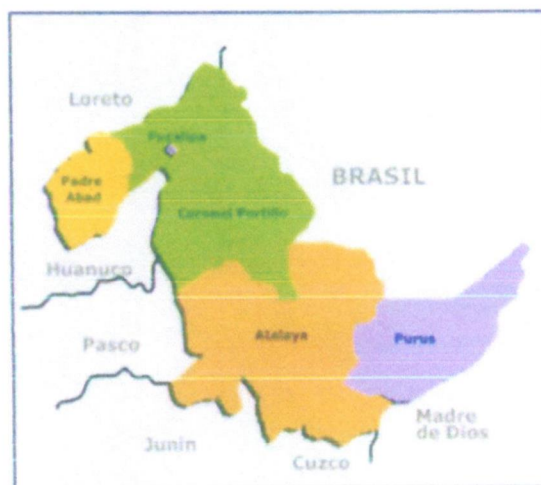 Loreto
Pucallpa
Padre
Abad
BRASIL
Coronel Portillo
Huanuco
Atalaya
Purus
Pasco
Madre
de Dios
Junin
Cuzco